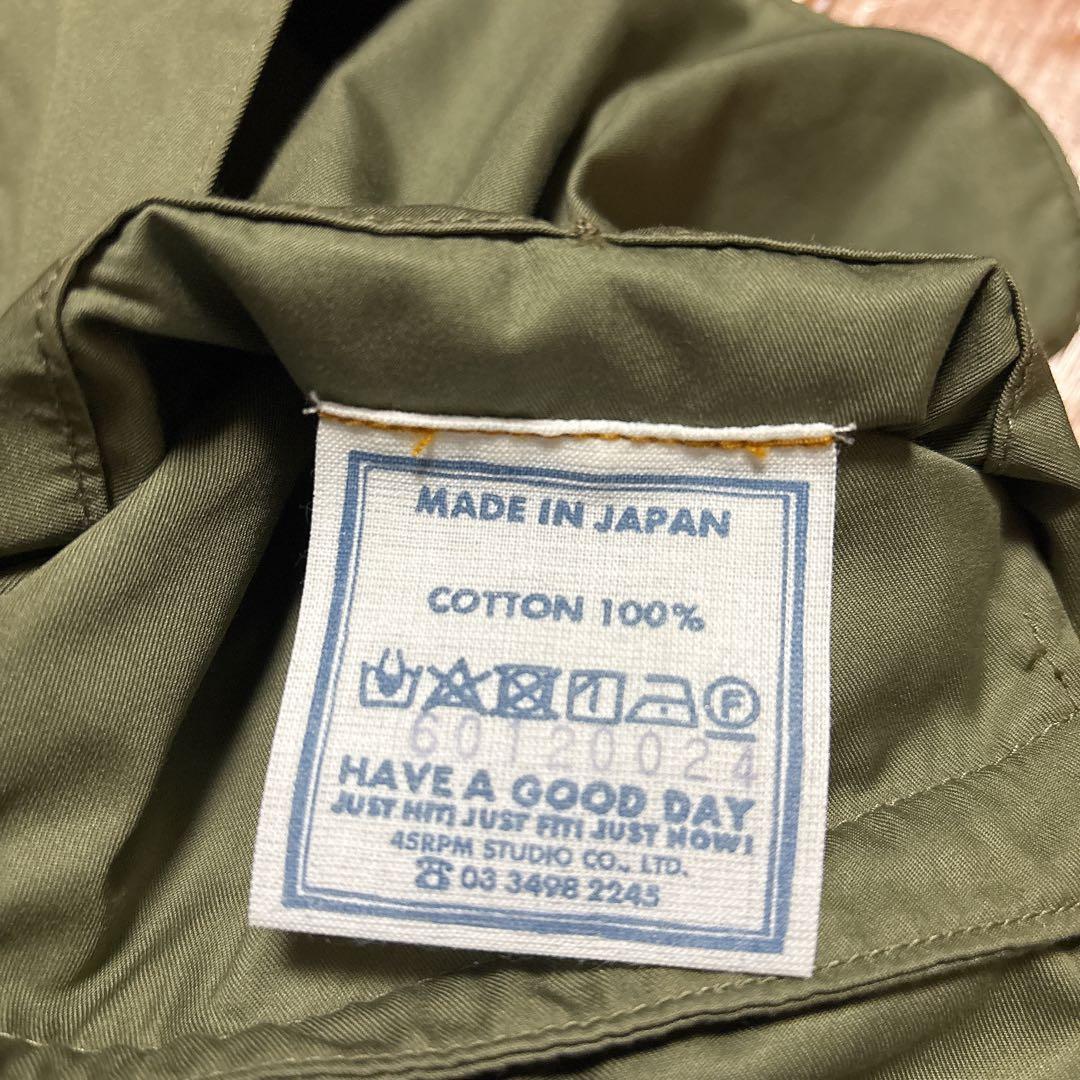 MADE IN JAPAN
COTTON 100%
F
60120024
HAVE A GOOD DAY
JUST HIT! JUST FIT! JUST NOW!
45RPM STUDIO CO., LTD.
☎ 03 3498 2245